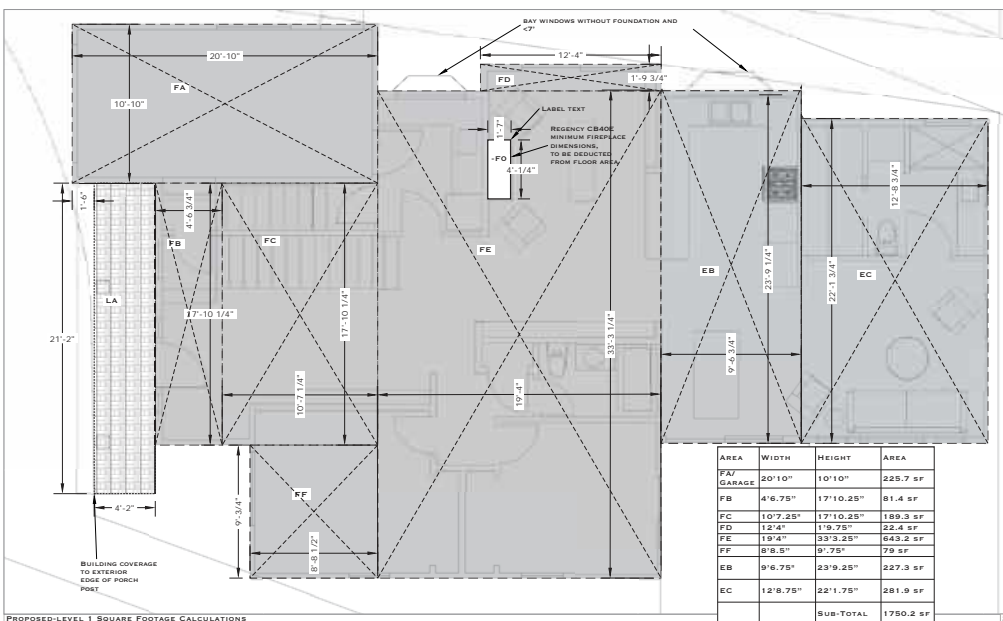 BAY WINDOWS WITHOUT FOUNDATION AND
<7'
12'-4"
20'-10"
FD
1'-9 3/4"
FA
10'-10"
LABEL TEXT
1'-7"
REGENCY CB40E
MINIMUM FIREPLACE
DIMENSIONS,
TO BE DEDUCTED
FROM FLOOR AREA
-FO
4'-1/4"
1'-6"
4'-6 3/4"
12'-8 3/4"
FB
FC
FE
EB
EC
LA
17'-10 1/4"
17'-10 1/4"
33'-3 1/4"
23'-9 1/4"
22'-1 3/4"
21'-2"
9'-6 3/4"
10'-7 1/4"
19'-4"
FF
4'-2"
9'-3/4"
8'-8 1/2"
BUILDING COVERAGE
TO EXTERIOR
EDGE OF PORCH
POST
AREA WIDTH HEIGHT AREA
FA/
GARAGE 20'10" 10'10" 225.7 SF
FB 4'6.75" 17'10.25" 81.4 SF
FC 10'7.25" 17'10.25" 189.3 SF
FD 12'4" 1'9.75" 22.4 SF
FE 19'4" 33'3.25" 643.2 SF
FF 8'8.5" 9'.75" 79 SF
EB 9'6.75" 23'9.25" 227.3 SF
EC 12'8.75" 22'1.75" 281.9 SF
SUB-TOTAL 1750.2 SF
PROPOSED-LEVEL 1 SQUARE FOOTAGE CALCULATIONS